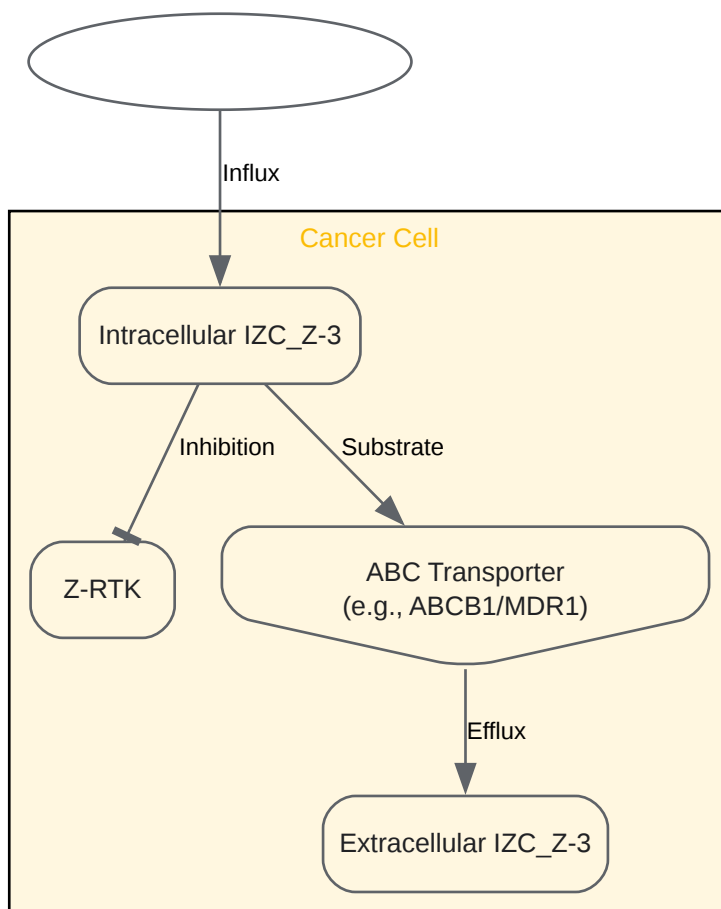 Influx
Cancer Cell
Intracellular IZC_Z-3
Inhibition
Substrate
Z-RTK
ABC Transporter
(e.g., ABCB1/MDR1)
Efflux
Extracellular IZC_Z-3